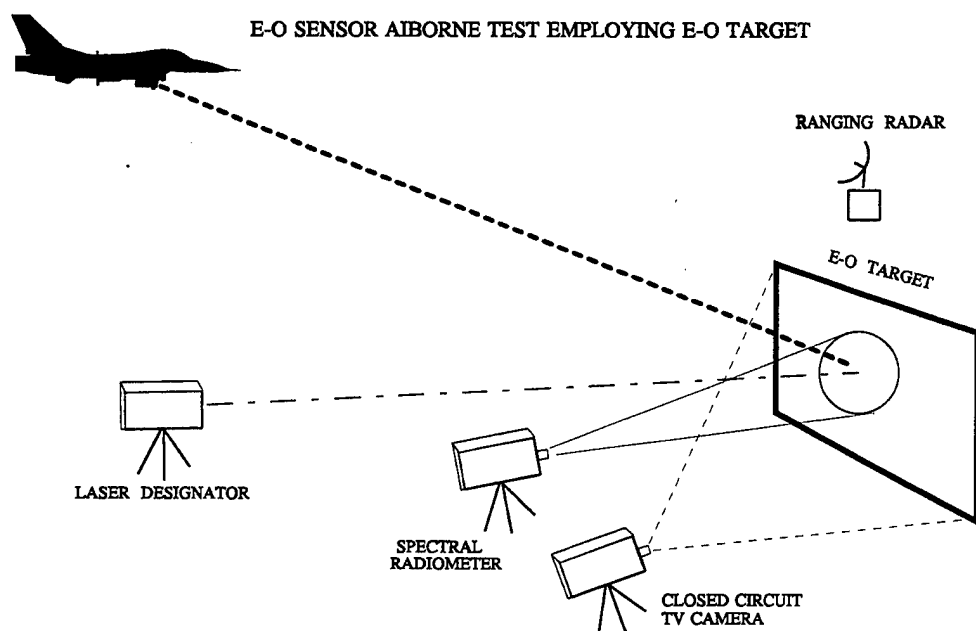 E-O SENSOR AIBORNE TEST EMPLOYING E-O TARGET
RANGING RADAR
E-O TARGET
LASER DESIGNATOR
SPECTRAL
RADIOMETER
CLOSED CIRCUIT
TV CAMERA